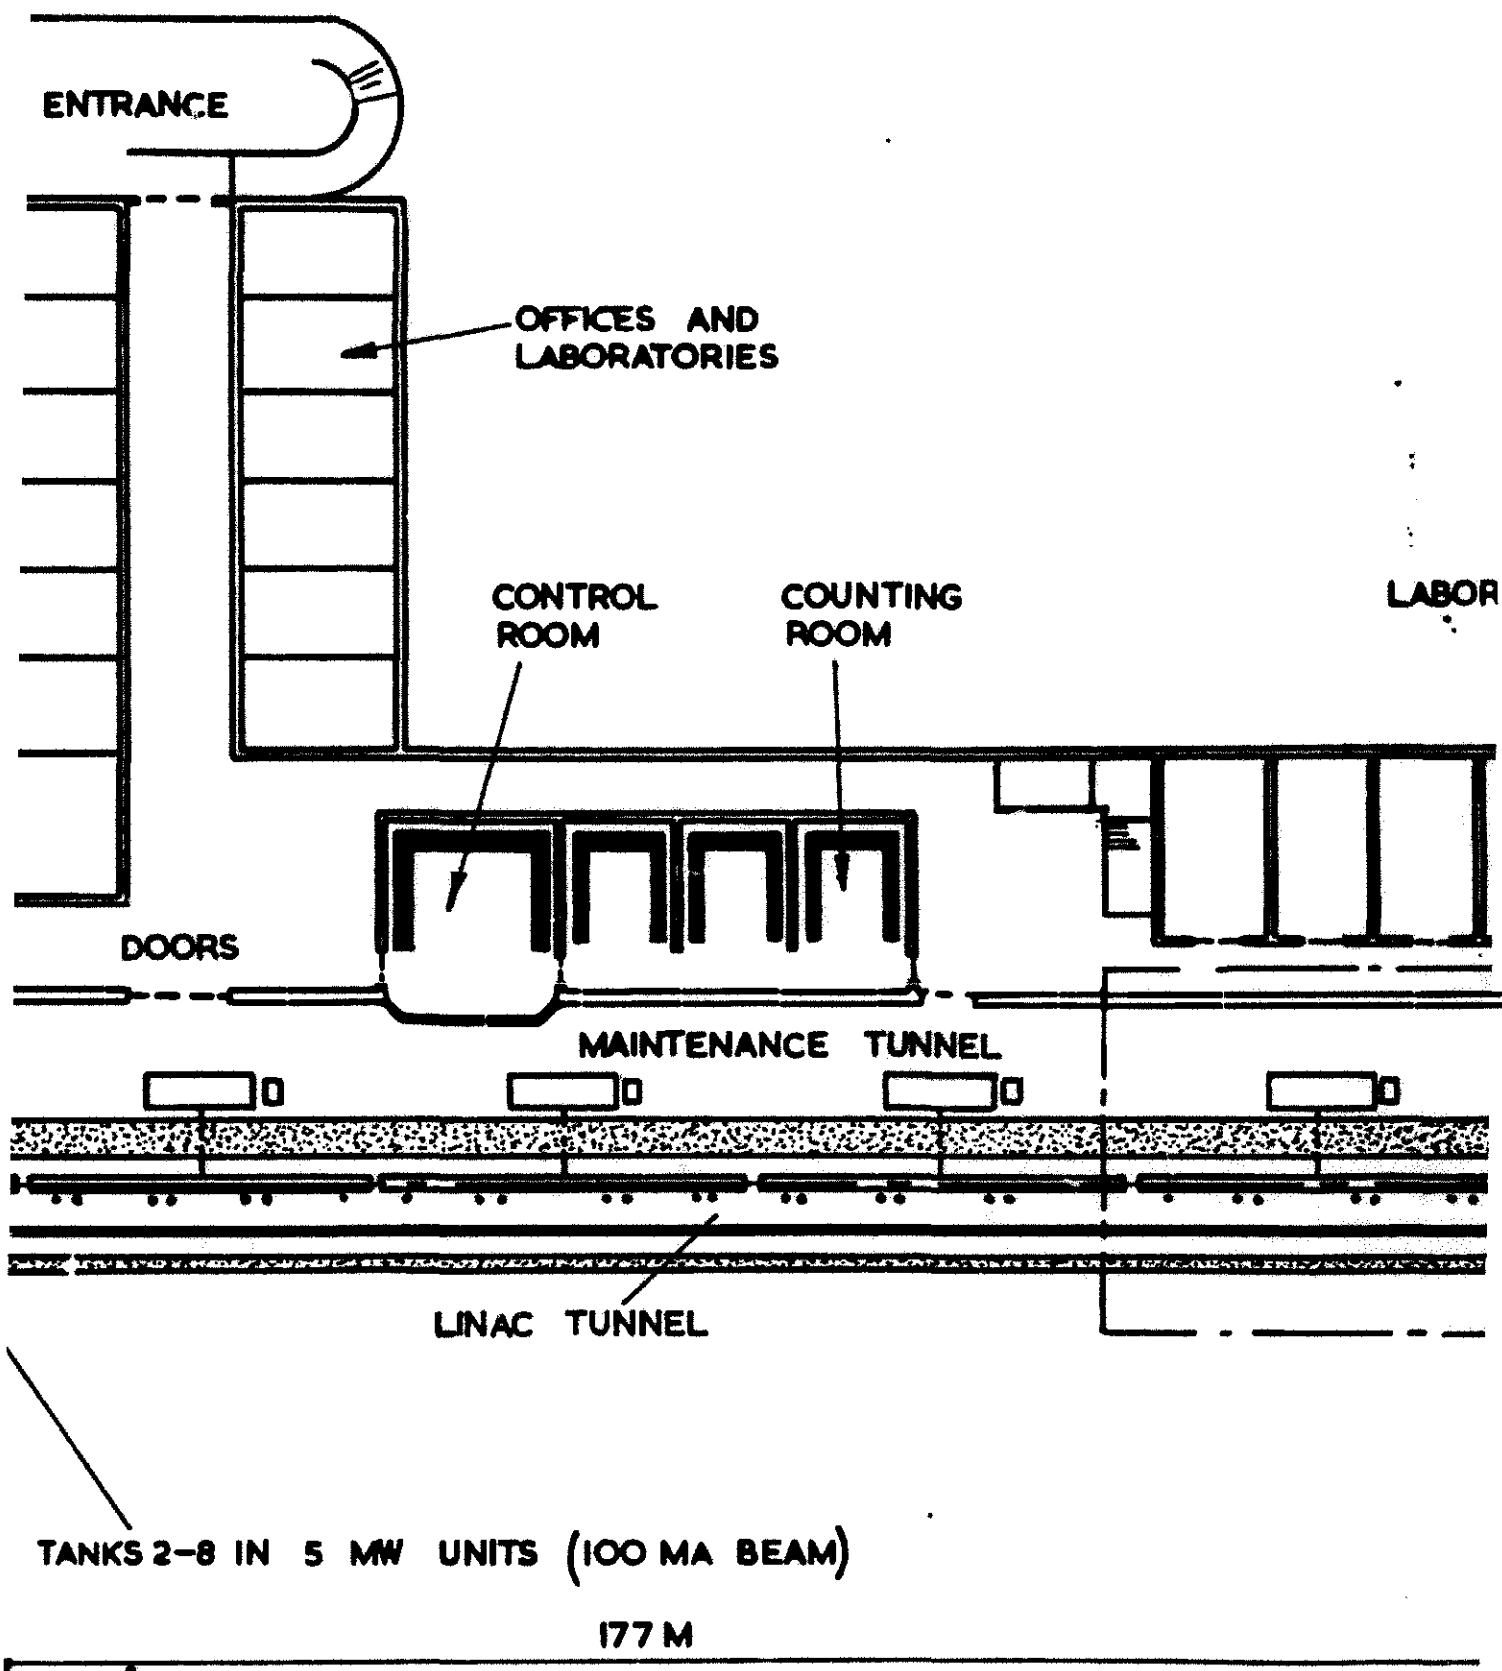 ENTRANCE
OFFICES AND
LABORATORIES
CONTROL
ROOM
COUNTING
ROOM
LABOR
DOORS
MAINTENANCE TUNNEL
LINAC TUNNEL
TANKS 2-8 IN 5 MW UNITS (100 MA BEAM)
177 M